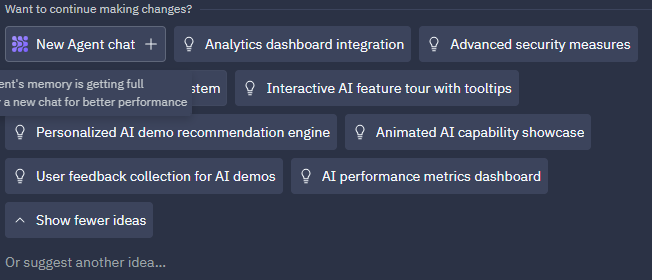 Want to continue making changes?
New Agent chat +
Analytics dashboard integration
Advanced security measures
ent's memory is getting full
a new chat for better performance
stem
Interactive AI feature tour with tooltips
Personalized AI demo recommendation engine
Animated AI capability showcase
User feedback collection for AI demos
AI performance metrics dashboard
Show fewer ideas
Or suggest another idea...